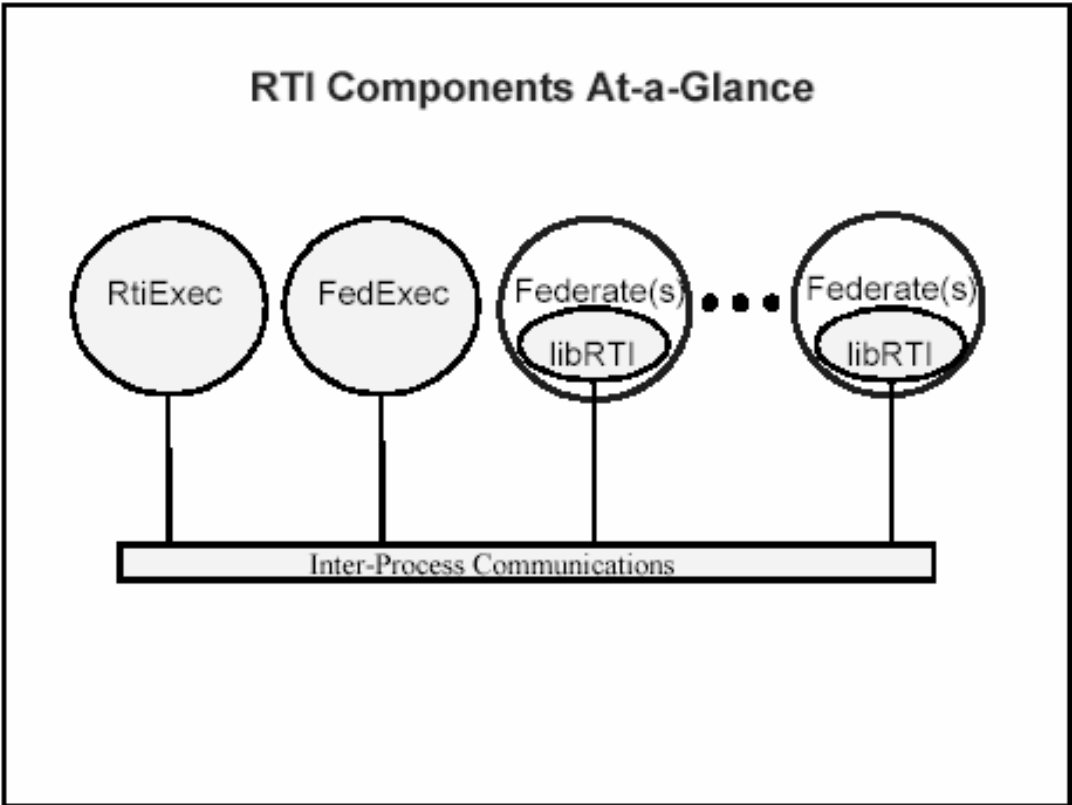 RTI Components At-a-Glance
RtiExec
FedExec
Federate(s)
libRTI
Federate(s)
libRTI
Inter-Process Communications